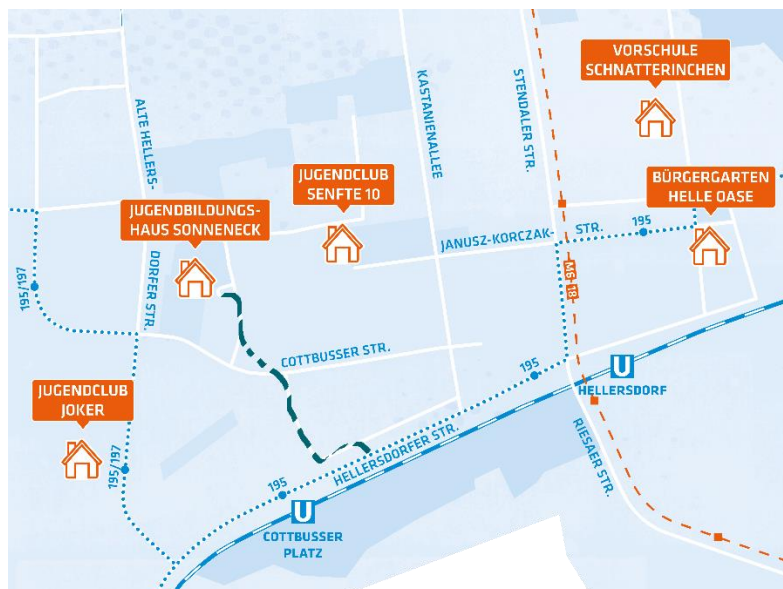 VORSCHULE
SCHNATTERINCHEN
ALTE HELLERS-
DORFER STR.
KASTANIENALLEE
STENDALER STR.
JUGENDCLUB
SENFTE 10
BÜRGERGARTEN
HELLE OASE
JUGENDBILDUNGS-
HAUS SONNENECK
JANUSZ-KORCZAK-
STR.
195
195/197
M6
18
COTTBUSSER STR.
195
U
HELLERSDORF
JUGENDCLUB
JOKER
195/197
HELLERSDORFER STR.
RIESAER STR.
195
U
COTTBUSSER
PLATZ